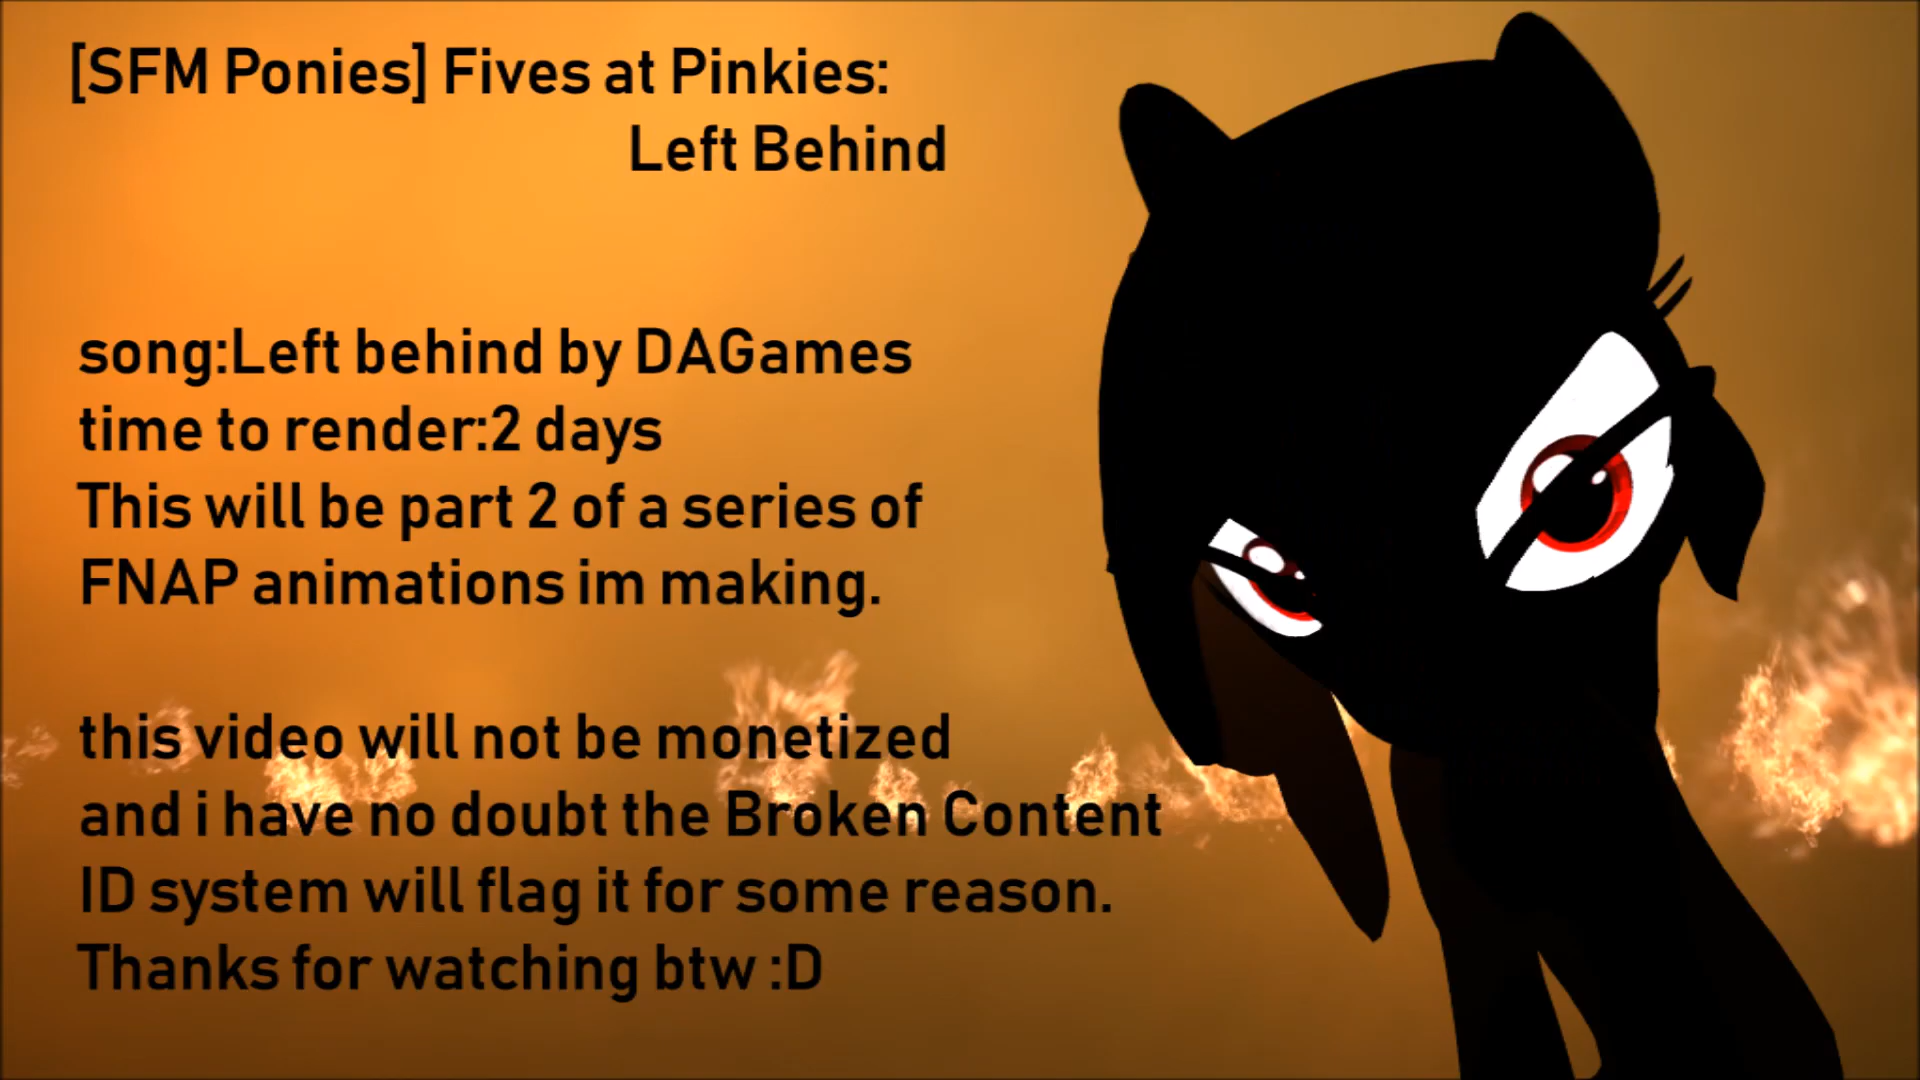 [SFM Ponies] Fives at Pinkies:
Left Behind
song:Left behind by DAGames
time to render:2 days
This will be part 2 of a series of
FNAP animations im making.
this video will not be monetized
and i have no doubt the Broken Content
ID system will flag it for some reason.
Thanks for watching btw :D